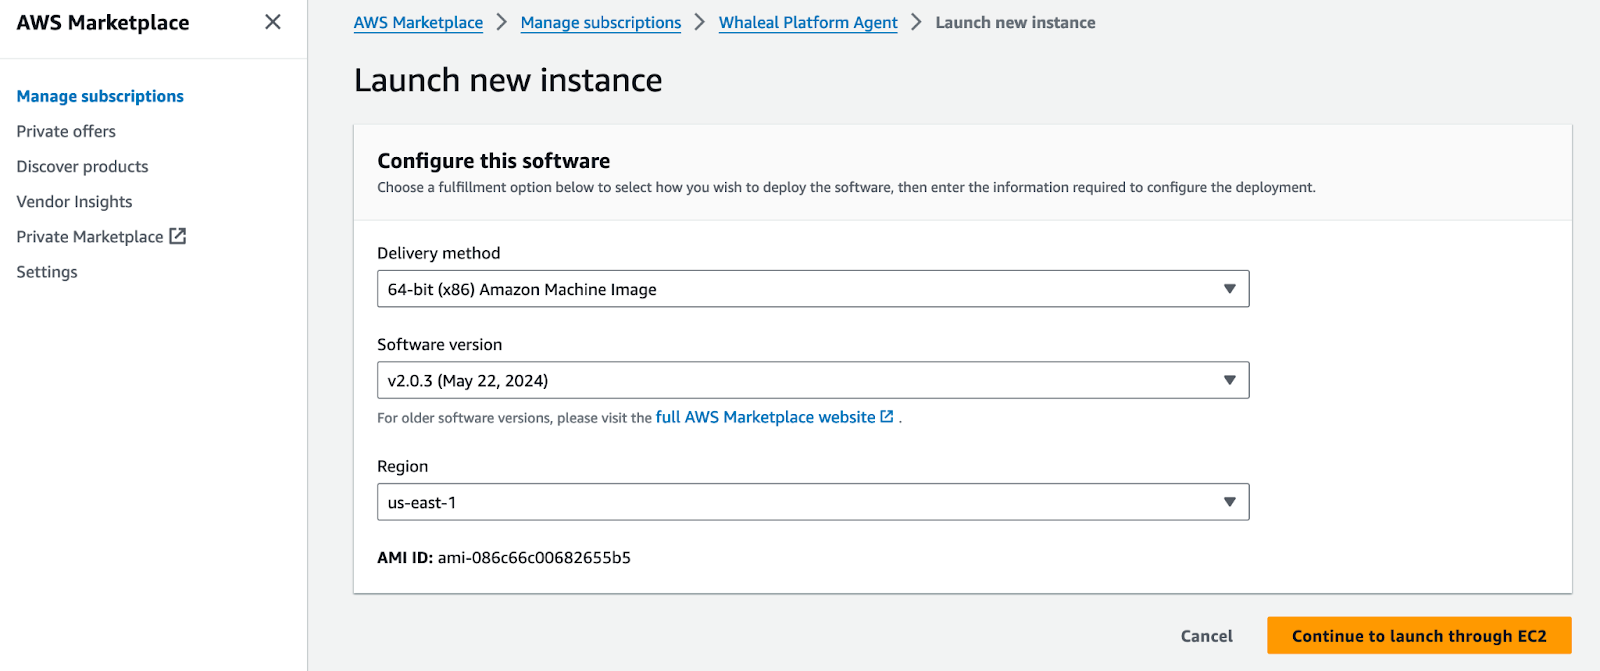 AWS Marketplace
Manage subscriptions
Private offers
Discover products
Vendor Insights
Private Marketplace
Settings
AWS Marketplace > Manage subscriptions > Whaleal Platform Agent > Launch new instance
Launch new instance
Configure this software
Choose a fulfillment option below to select how you wish to deploy the software, then enter the information required to configure the deployment.
Delivery method
64-bit (x86) Amazon Machine Image
Software version
v2.0.3 (May 22, 2024)
For older software versions, please visit the full AWS Marketplace website .
Region
us-east-1
AMI ID: ami-086c66c00682655b5
Cancel
Continue to launch through EC2